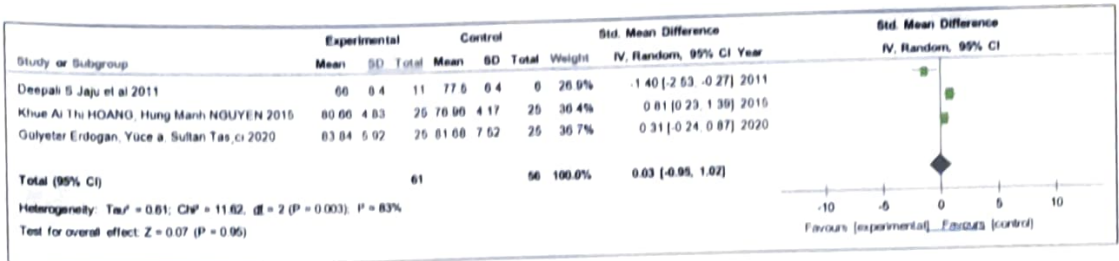 Experimental Control Std. Mean Difference Std. Mean Difference
Study or Subgroup Mean SD Total Mean SD Total Weight IV, Random, 95% CI Year IV, Random, 95% CI
Deepali S Jaju et al 2011 66 8.4 11 77.5 6.4 6 26.9% -1.40 [-2.53, -0.27] 2011
Khue Ai Thi HOANG, Hung Manh NGUYEN 2015 80.66 4.83 25 76.96 4.17 25 36.4% 0.81 [0.23, 1.39] 2015
Gülyeter Erdogan, Yüce a, Sultan Tas,ci 2020 83.84 5.92 25 81.68 7.52 25 36.7% 0.31 [-0.24, 0.87] 2020
Total (95% CI) 61 56 100.0% 0.03 [-0.95, 1.02]
Heterogeneity: Tau² = 0.61; Chi² = 11.62, df = 2 (P = 0.003); I² = 83%
Test for overall effect: Z = 0.07 (P = 0.95)
-10 -5 0 5 10
Favours [experimental] Favours [control]